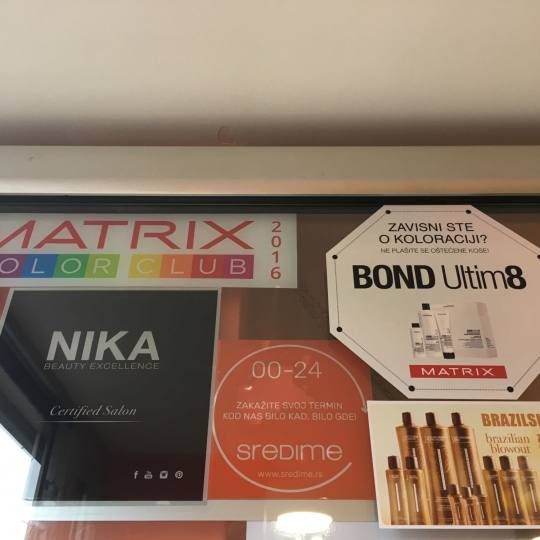 MATRIX
2016
COLOR CLUB
NIKA
BEAUTY EXCELLENCE
Certified Salon
00-24
ZAKAŽITE SVOJ TERMIN
KOD NAS BILO KAD, BILO GDE!
SREDIME
www.sredime.rs
ZAVISNI STE
O KOLORACIJI?
NE PLAŠITE SE OŠTEĆENE KOSE!
BOND Ultim8
MATRIX
BRAZILS
brazilian
blowout